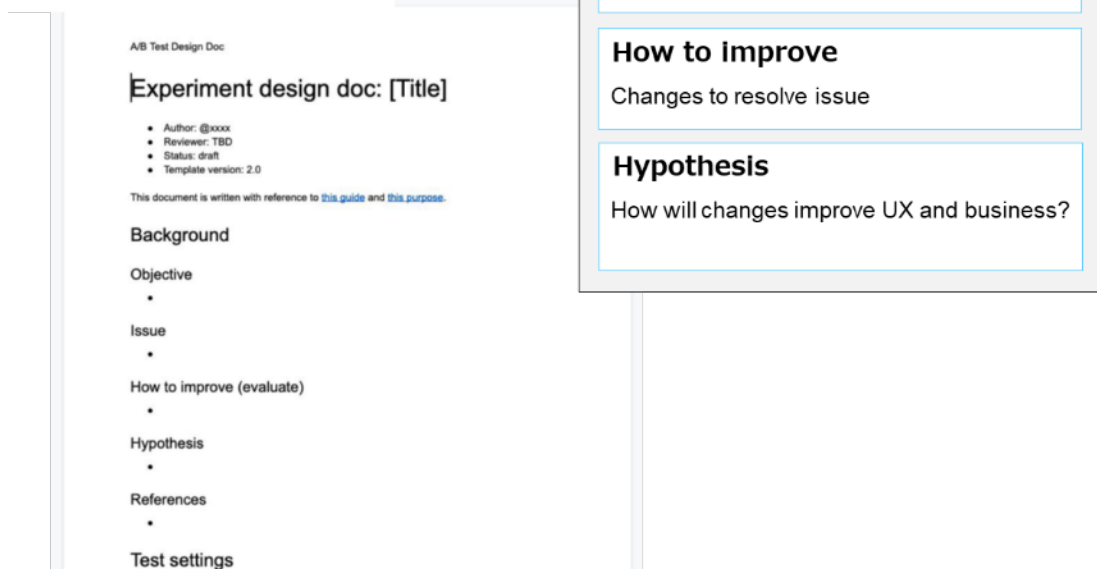 A/B Test Design Doc
Experiment design doc: [Title]
• Author: @xxxx
• Reviewer: TBD
• Status: draft
• Template version: 2.0
This document is written with reference to this guide and this purpose.
Background
Objective
•
Issue
•
How to improve (evaluate)
•
Hypothesis
•
References
•
Test settings
How to improve
Changes to resolve issue
Hypothesis
How will changes improve UX and business?